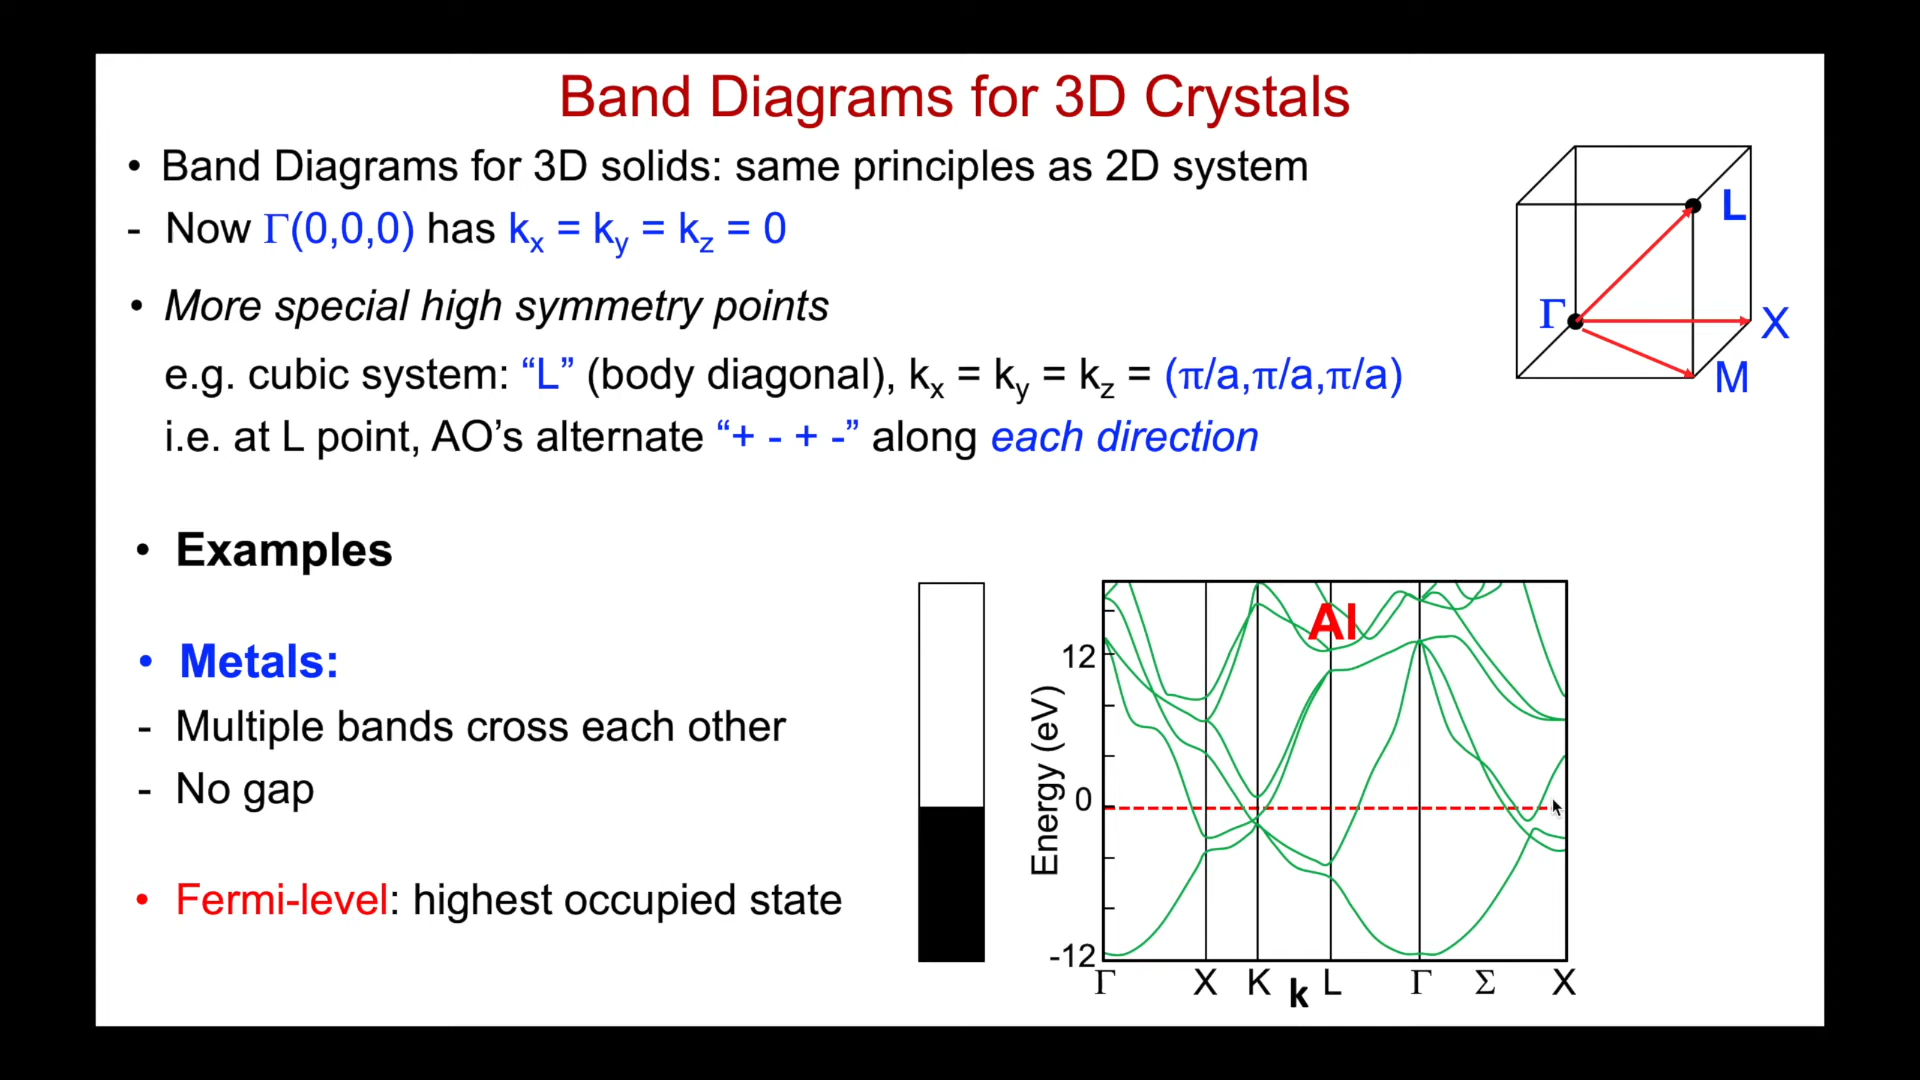 Band Diagrams for 3D Crystals
• Band Diagrams for 3D solids: same principles as 2D system
- Now Γ(0,0,0) has kx = ky = kz = 0
• More special high symmetry points
e.g. cubic system: “L” (body diagonal), kx = ky = kz = (π/a,π/a,π/a)
i.e. at L point, AO’s alternate “+ - + -” along each direction
L
Γ
X
M
• Examples
• Metals:
- Multiple bands cross each other
- No gap
• Fermi-level: highest occupied state
Al
12
0
-12
Energy (eV)
Γ X K L Γ Σ X
k